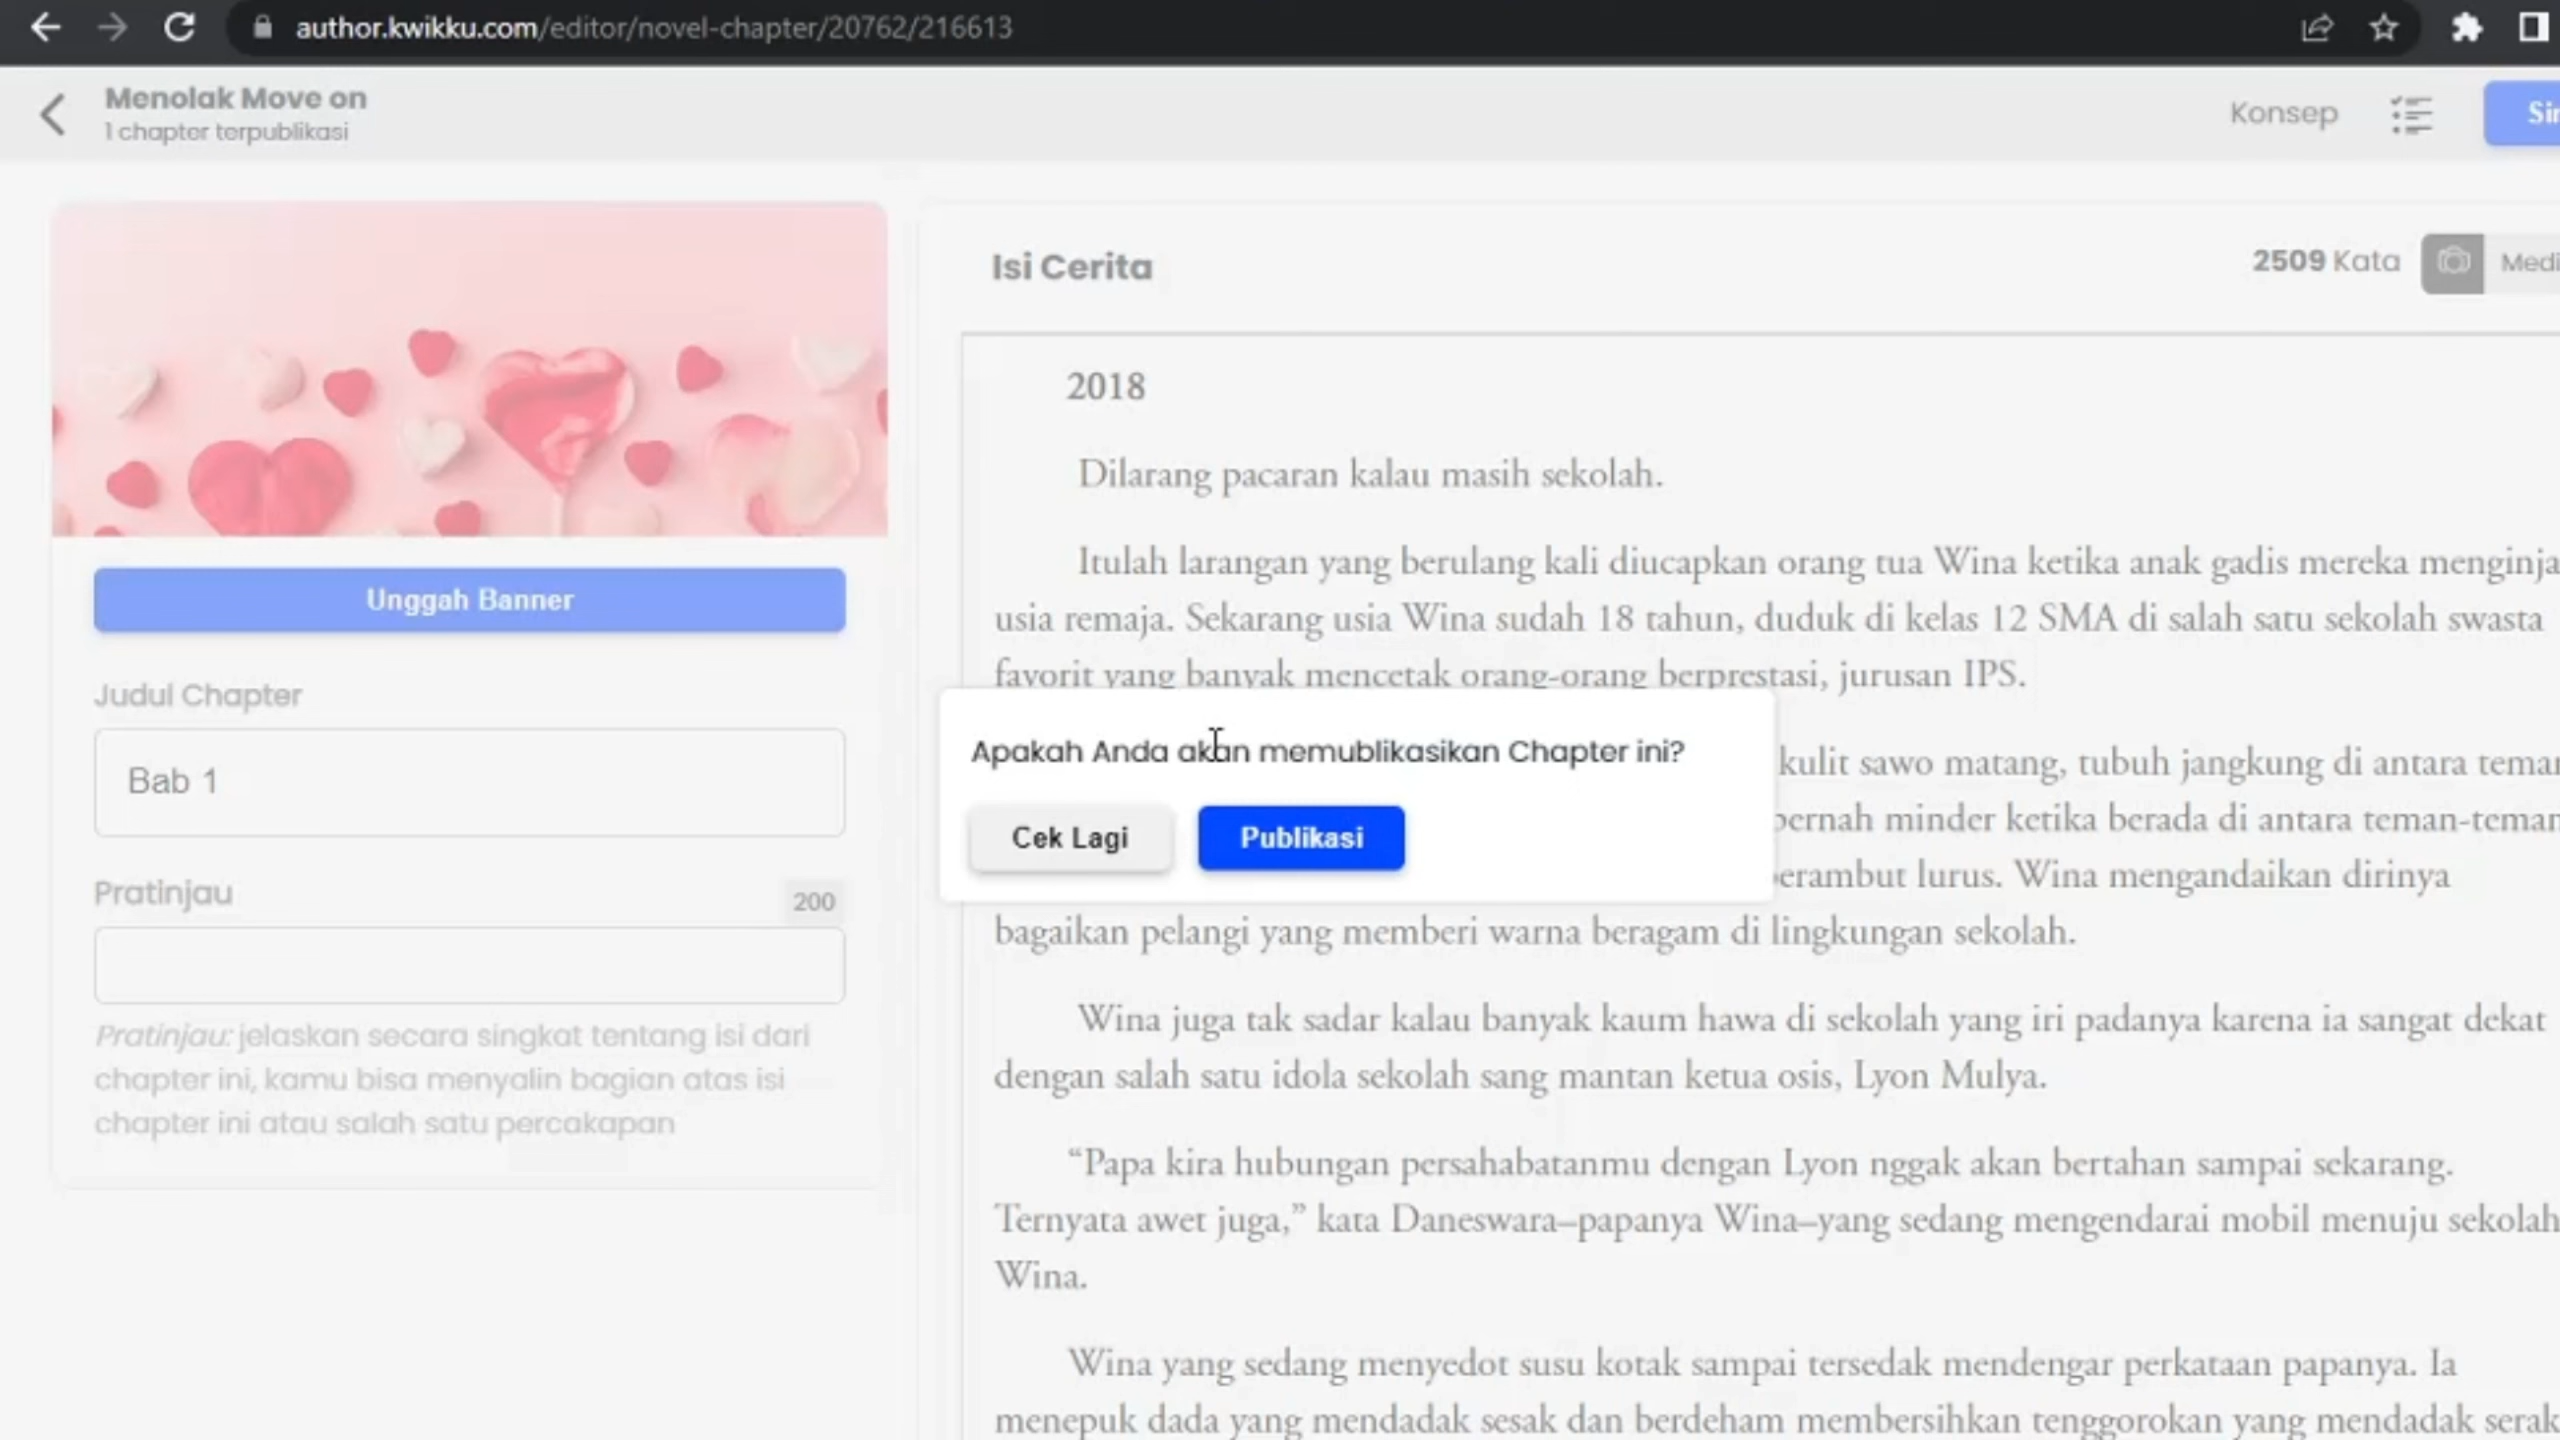 author.kwikku.com/editor/novel-chapter/20762/216613
Menolak Move on
1 chapter terpublikasi
Konsep
Unggah Banner
Judul Chapter
Bab 1
Pratinjau
200
Pratinjau: jelaskan secara singkat tentang isi dari
chapter ini, kamu bisa menyalin bagian atas isi
chapter ini atau salah satu percakapan
Isi Cerita
2509 Kata
2018
Dilarang pacaran kalau masih sekolah.
Itulah larangan yang berulang kali diucapkan orang tua Wina ketika anak gadis mereka
usia remaja. Sekarang usia Wina sudah 18 tahun, duduk di kelas 12 SMA di salah satu sekolah swasta
favorit yang banyak mencetak orang-orang berprestasi, jurusan IPS.
Apakah Anda akan memublikasikan Chapter ini?
Cek Lagi
Publikasi
kulit sawo matang, tubuh jangkung di antara
minder ketika berada di antara
lurus. Wina mengandaikan dirinya
bagaikan pelangi yang memberi warna beragam di lingkungan sekolah.
Wina juga tak sadar kalau banyak kaum hawa di sekolah yang iri padanya karena ia sangat dekat
dengan salah satu idola sekolah sang mantan ketua osis, Lyon Mulya.
“Papa kira hubungan persahabatanmu dengan Lyon nggak akan bertahan sampai sekarang.
Ternyata awet juga,” kata Daneswara–papanya Wina–yang sedang mengendarai mobil menuju sekolah
Wina.
Wina yang sedang menyedot susu kotak sampai tersedak mendengar perkataan papanya. Ia
menepuk dada yang mendadak sesak dan berdeham membersihkan tenggorokan yang mendadak serak